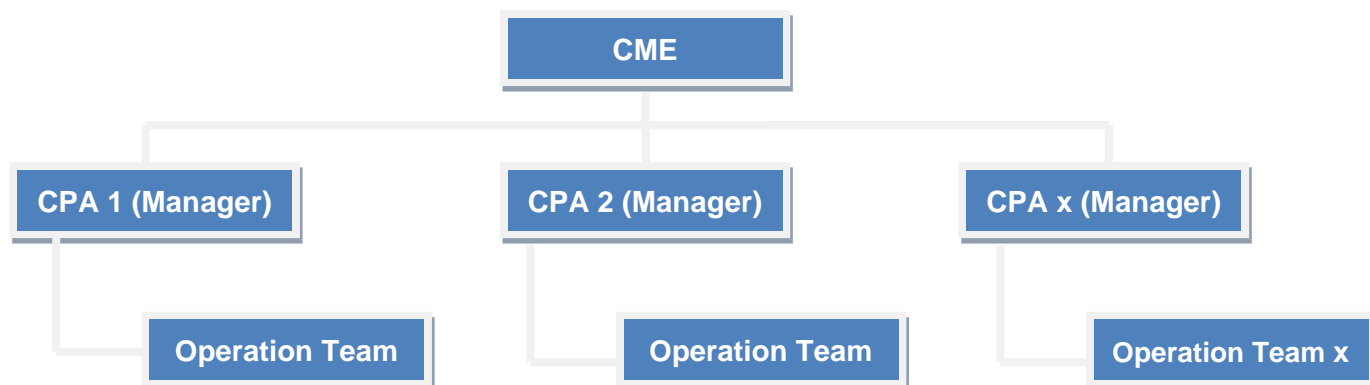 CME
CPA 1 (Manager)
CPA 2 (Manager)
CPA x (Manager)
Operation Team
Operation Team
Operation Team x